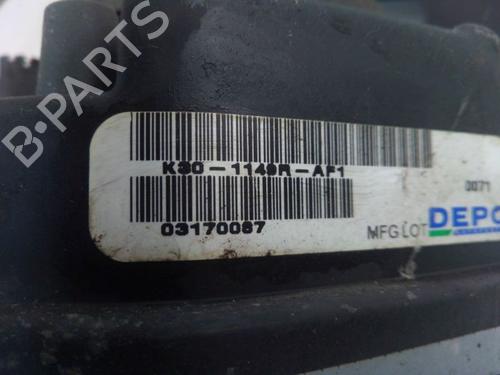 B-PARTS
K30-1149R-AF1
0071
03170087
MFG LOT
DEPO